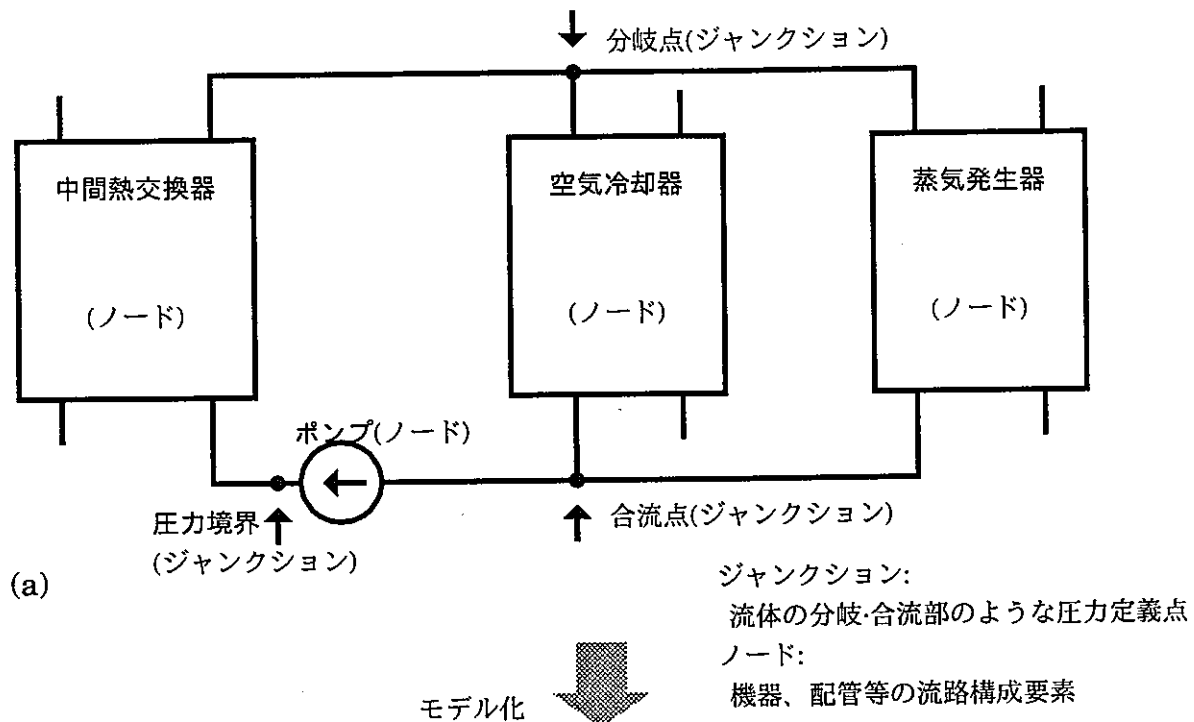 分岐点(ジャンクション)
中間熱交換器
(ノード)
空気冷却器
(ノード)
蒸気発生器
(ノード)
ポンプ(ノード)
圧力境界
(ジャンクション)
合流点(ジャンクション)
(a)
ジャンクション:
流体の分岐·合流部のような圧力定義点
ノード:
機器、配管等の流路構成要素
モデル化